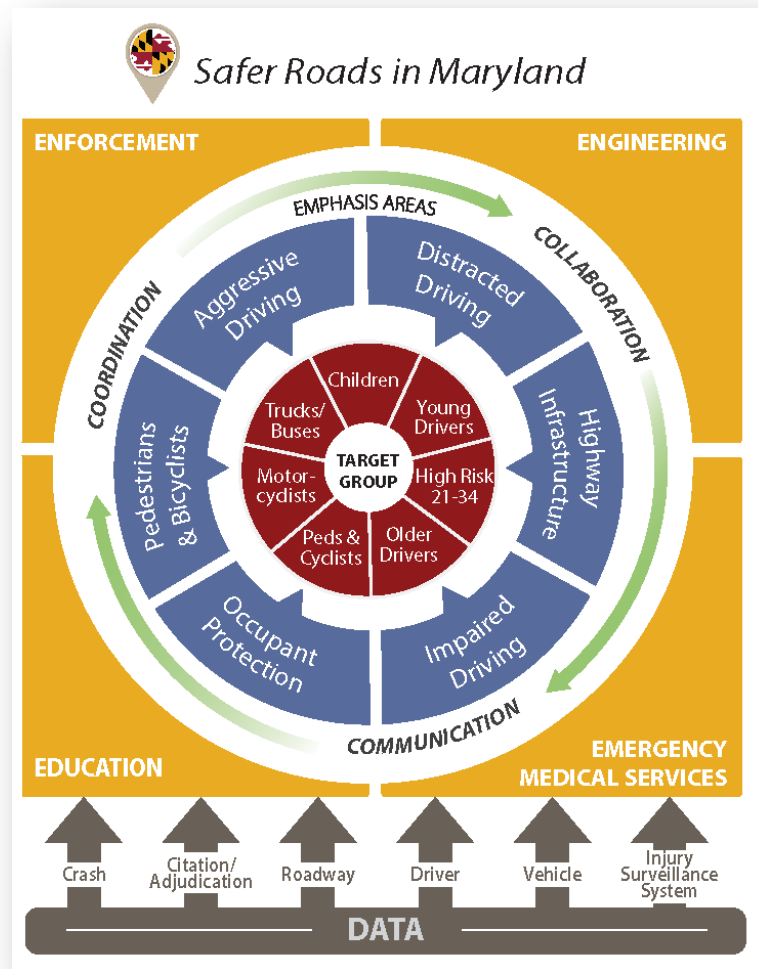 Safer Roads in Maryland
ENFORCEMENT
ENGINEERING
EMPHASIS AREAS
COORDINATION
COLLABORATION
COMMUNICATION
Aggressive
Driving
Distracted
Driving
Highway
Infrastructure
Impaired
Driving
Occupant
Protection
Pedestrians
& Bicyclists
Children
Young
Drivers
High Risk
21-34
Older
Drivers
Peds &
Cyclists
Motor-
cyclists
Trucks/
Buses
TARGET
GROUP
EDUCATION
EMERGENCY
MEDICAL SERVICES
Crash
Citation/
Adjudication
Roadway
Driver
Vehicle
Injury
Surveillance
System
DATA